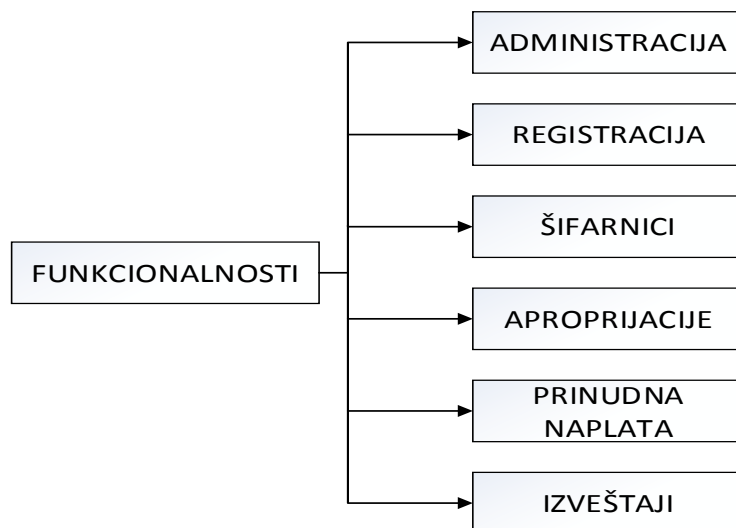 ADMINISTRACIJA
REGISTRACIJA
ŠIFARNICI
FUNKCIONALNOSTI
APROPRIJACIJE
PRINUDNA
NAPLATA
IZVEŠTAJI